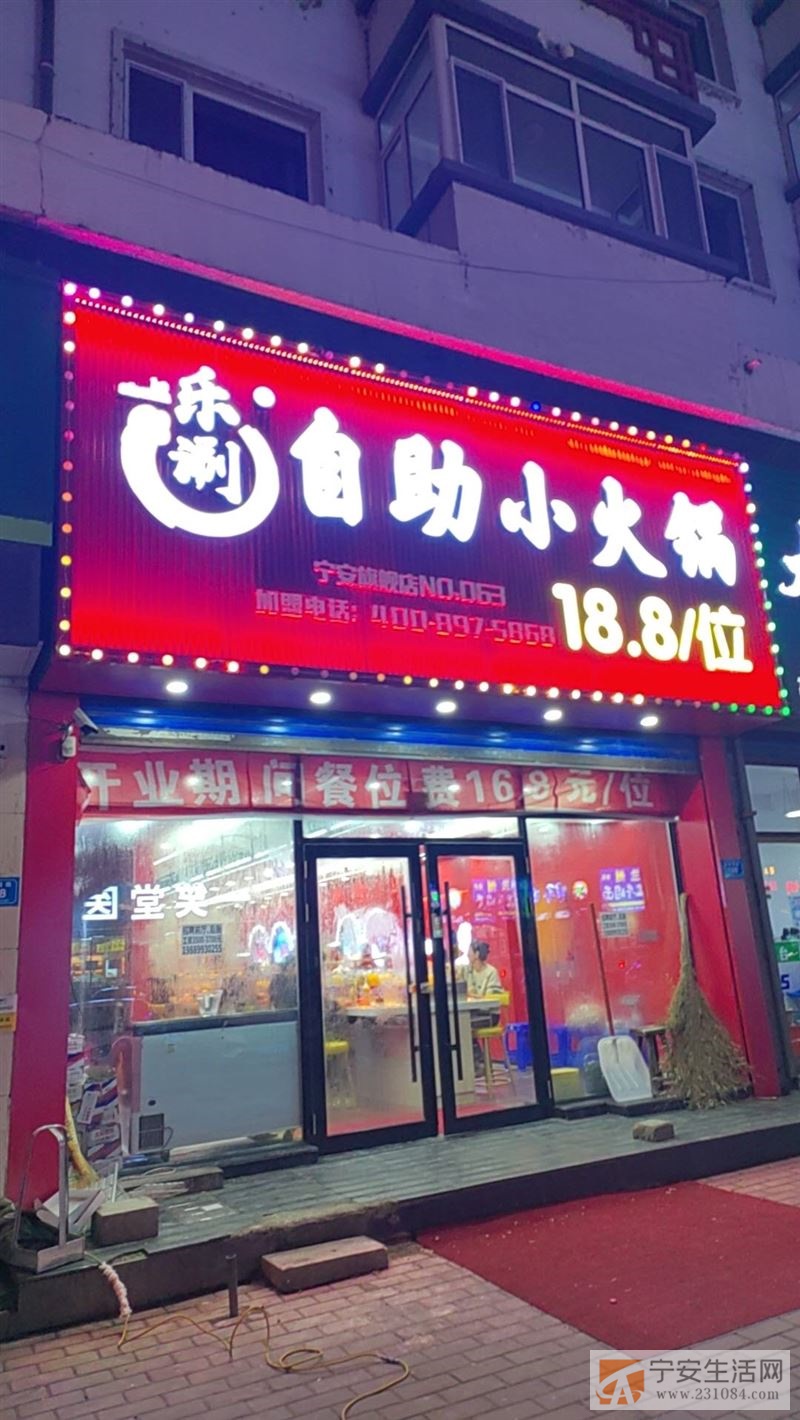 乐涮
自助小火锅
宁安旗舰店NO.063
加盟电话：400-897-5868
18.8/位
开业期间餐位费16.8元/位
宁安生活网
www.231084.com